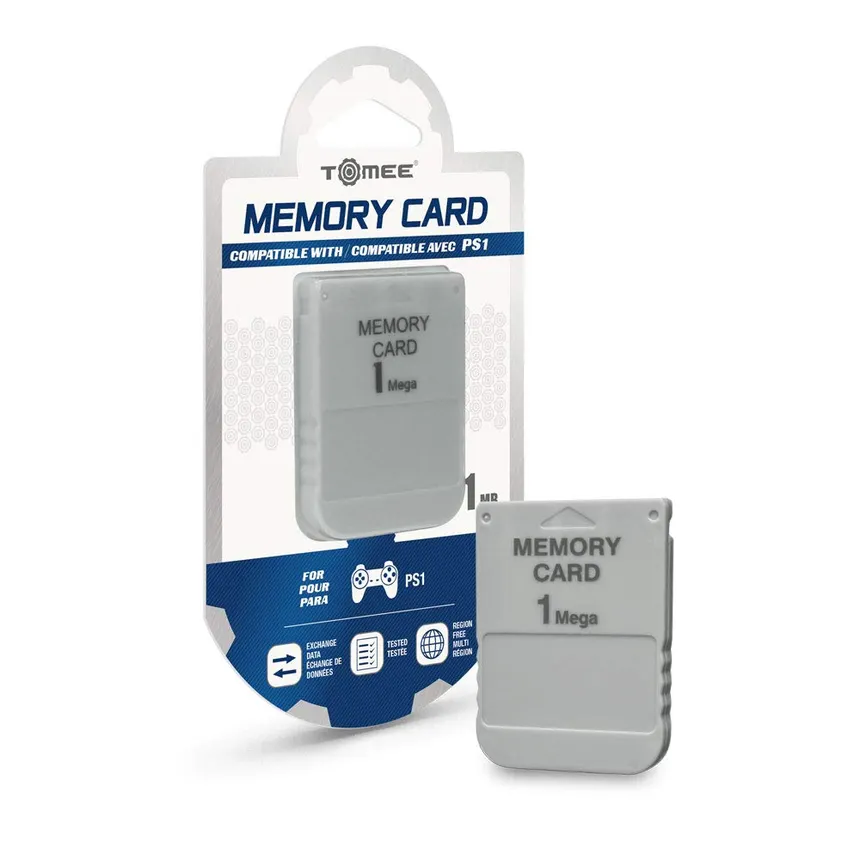 TOMEE®
MEMORY CARD
COMPATIBLE WITH / COMPATIBLE AVEC PS1
MEMORY
CARD
1 Mega
1 MB
FOR
POUR
PARA
PS1
EXCHANGE
DATA
ÉCHANGE DE
DONNÉES
TESTED
TESTÉE
REGION
FREE
MULTI
RÉGION
MEMORY
CARD
1 Mega